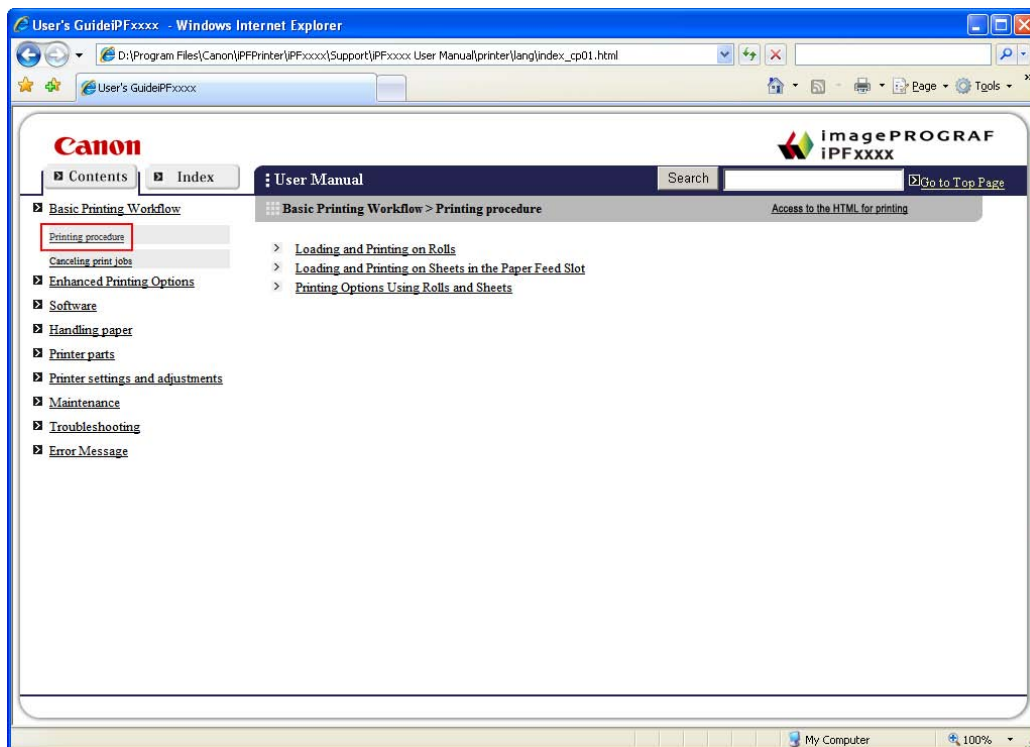 User's GuideiPFxxxx - Windows Internet Explorer
D:\Program Files\Canon\iPFPrinter\iPFxxxx\Support\iPFxxxx User Manual\printer\lang\index_cp01.html
User's GuideiPFxxxx
Page
Tools
»
Canon
imagePROGRAF
iPFxxxx
Contents
Index
User Manual
Search
Go to Top Page
Basic Printing Workflow
Printing procedure
Canceling print jobs
Enhanced Printing Options
Software
Handling paper
Printer parts
Printer settings and adjustments
Maintenance
Troubleshooting
Error Message
Basic Printing Workflow > Printing procedure
Access to the HTML for printing
> Loading and Printing on Rolls
> Loading and Printing on Sheets in the Paper Feed Slot
> Printing Options Using Rolls and Sheets
My Computer
100%